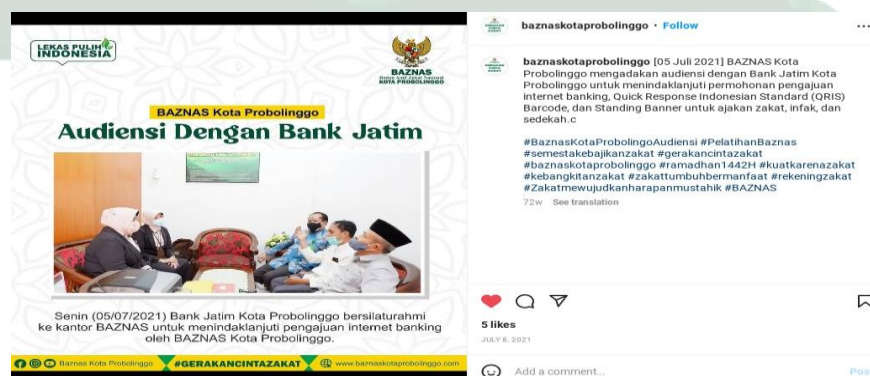 LEKAS PULIH
INDONESIA
BAZNAS
Badan Amil Zakat Nasional
KOTA PROBOLINGGO
BAZNAS Kota Probolinggo
Audiensi Dengan Bank Jatim
Senin (05/07/2021) Bank Jatim Kota Probolinggo bersilaturahmi
ke kantor BAZNAS untuk menindaklanjuti pengajuan internet banking
oleh BAZNAS Kota Probolinggo.
Baznas Kota Probolinggo
#GERAKANCINTAZAKAT
www.baznaskotaprobolinggo.com
baznaskotaprobolinggo • Follow
baznaskotaprobolinggo [05 Juli 2021] BAZNAS Kota
Probolinggo mengadakan audiensi dengan Bank Jatim Kota
Probolinggo untuk menindaklanjuti permohonan pengajuan
internet banking, Quick Response Indonesian Standard (QRIS)
Barcode, dan Standing Banner untuk ajakan zakat, infak, dan
sedekah.c
#BaznasKotaProbolingoAudiensi #PelatihanBaznas
#semestakebajikanzakat #gerakancintazakat
#baznaskotaprobolinggo #ramadhan1442H #kuatkarenazakat
#kebangkitanzakat #zakattumbuhbermanfaat #rekeningzakat
#Zakatmewujudkanharapanmustahik #BAZNAS
72w See translation
5 likes
JULY 8, 2021
Add a comment...
Pos